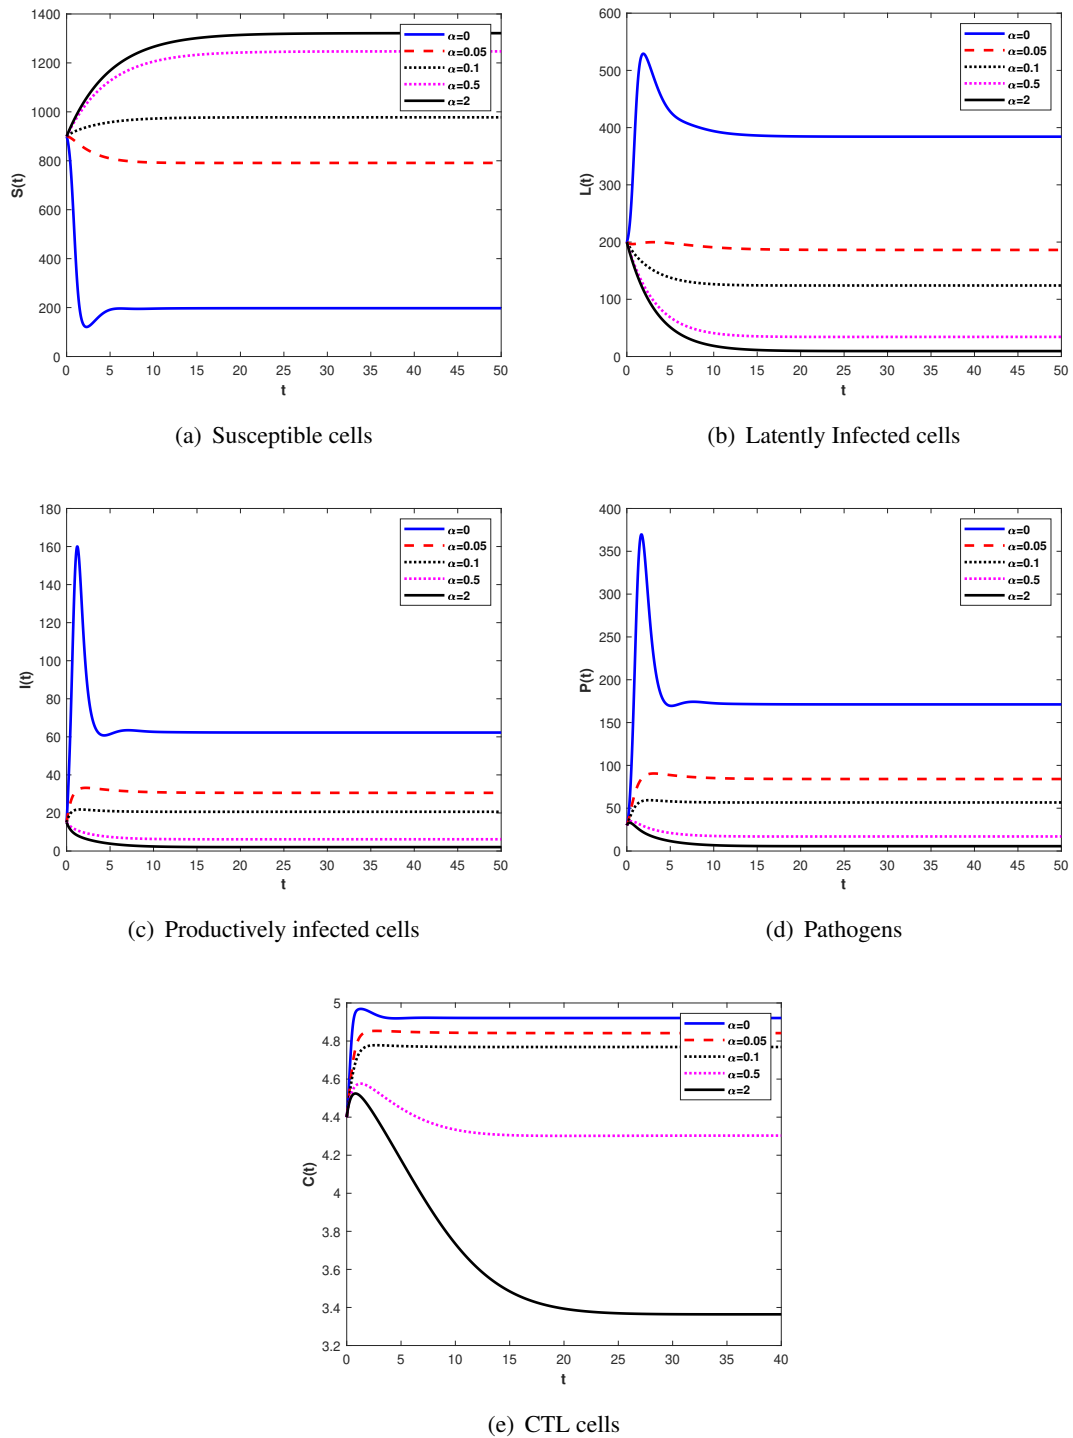 1400
1200
1000
800
600
400
200
0
S(t)
0 5 10 15 20 25 30 35 40 45 50
t
α=0
α=0.05
α=0.1
α=0.5
α=2
(a) Susceptible cells
600
500
400
300
200
100
0
L(t)
0 5 10 15 20 25 30 35 40 45 50
t
α=0
α=0.05
α=0.1
α=0.5
α=2
(b) Latently Infected cells
180
160
140
120
100
80
60
40
20
0
I(t)
0 5 10 15 20 25 30 35 40 45 50
t
α=0
α=0.05
α=0.1
α=0.5
α=2
(c) Productively infected cells
400
350
300
250
200
150
100
50
0
P(t)
0 5 10 15 20 25 30 35 40 45 50
t
α=0
α=0.05
α=0.1
α=0.5
α=2
(d) Pathogens
5
4.8
4.6
4.4
4.2
4
3.8
3.6
3.4
3.2
C(t)
0 5 10 15 20 25 30 35 40
t
α=0
α=0.05
α=0.1
α=0.5
α=2
(e) CTL cells